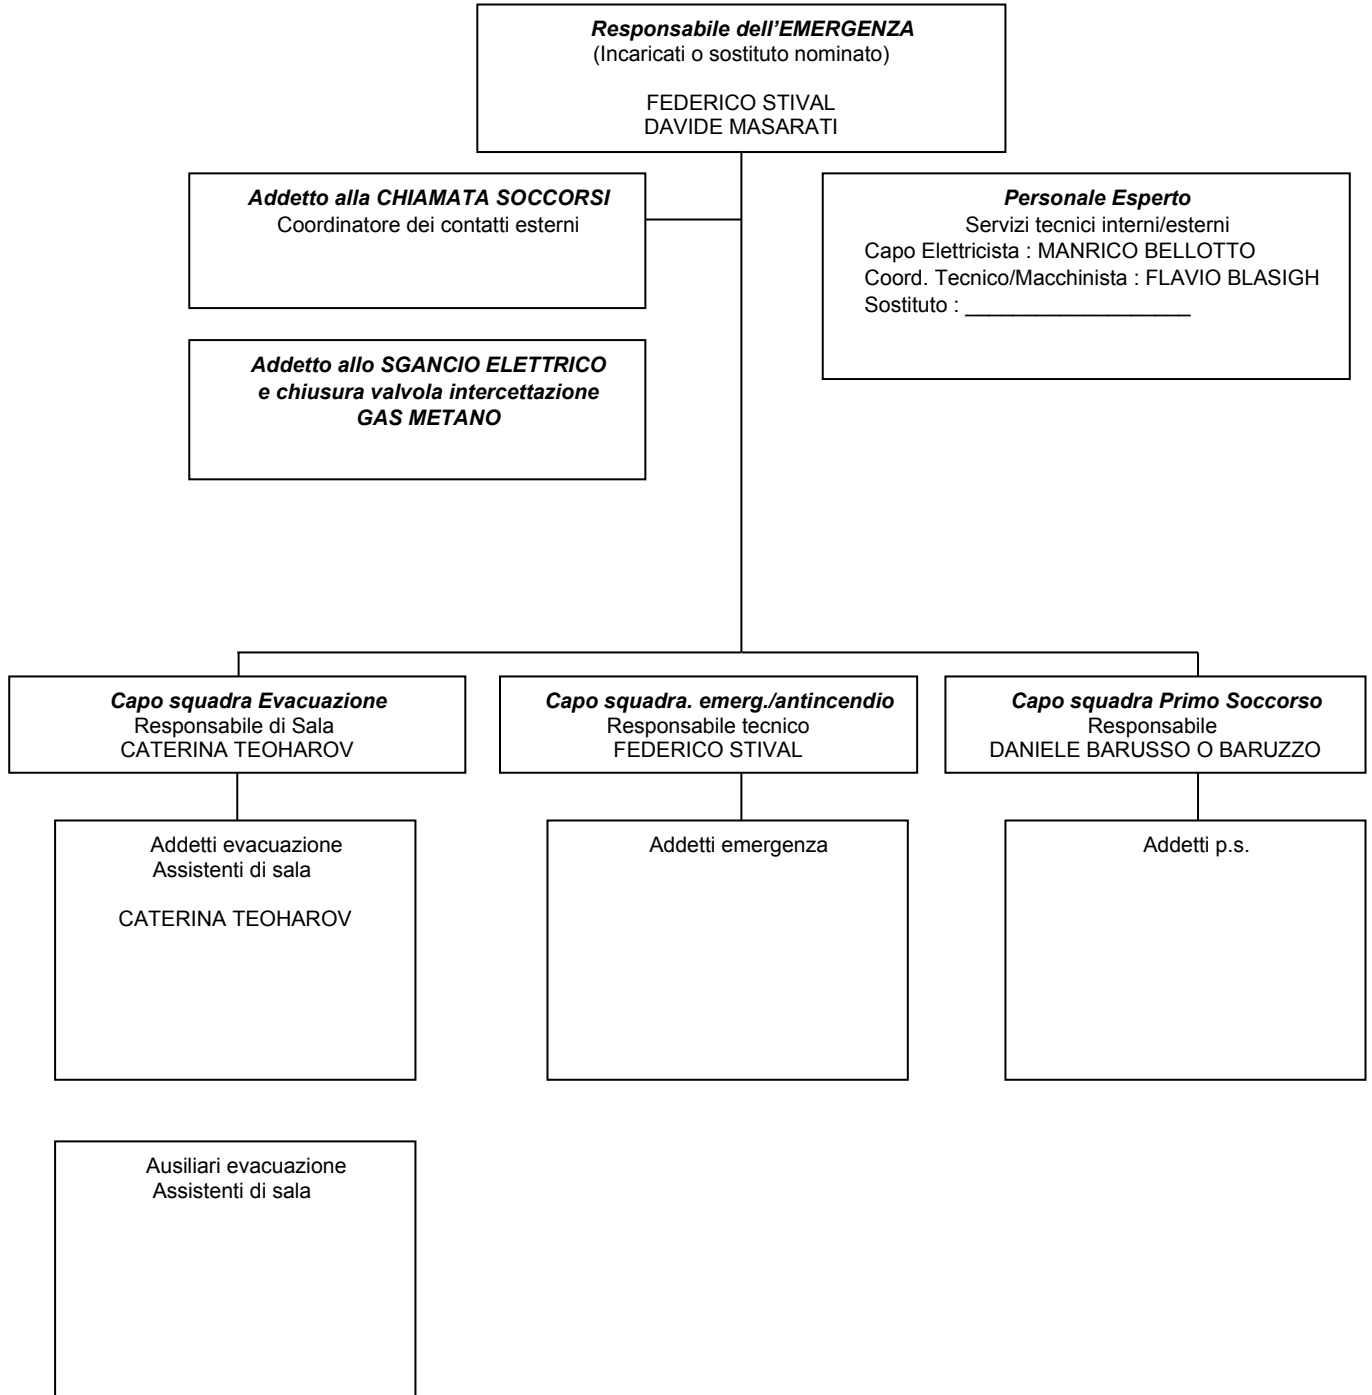 Responsabile dell’EMERGENZA
(Incaricati o sostituto nominato)
FEDERICO STIVAL
DAVIDE MASARATI
Addetto alla CHIAMATA SOCCORSI
Coordinatore dei contatti esterni
Personale Esperto
Servizi tecnici interni/esterni
Capo Elettricista : MANRICO BELLOTTO
Coord. Tecnico/Macchinista : FLAVIO BLASIGH
Sostituto : ___________________
Addetto allo SGANCIO ELETTRICO
e chiusura valvola intercettazione
GAS METANO
Capo squadra Evacuazione
Responsabile di Sala
CATERINA TEOHAROV
Capo squadra. emerg./antincendio
Responsabile tecnico
FEDERICO STIVAL
Capo squadra Primo Soccorso
Responsabile
DANIELE BARUSSO O BARUZZO
Addetti evacuazione
Assistenti di sala
CATERINA TEOHAROV
Addetti emergenza
Addetti p.s.
Ausiliari evacuazione
Assistenti di sala